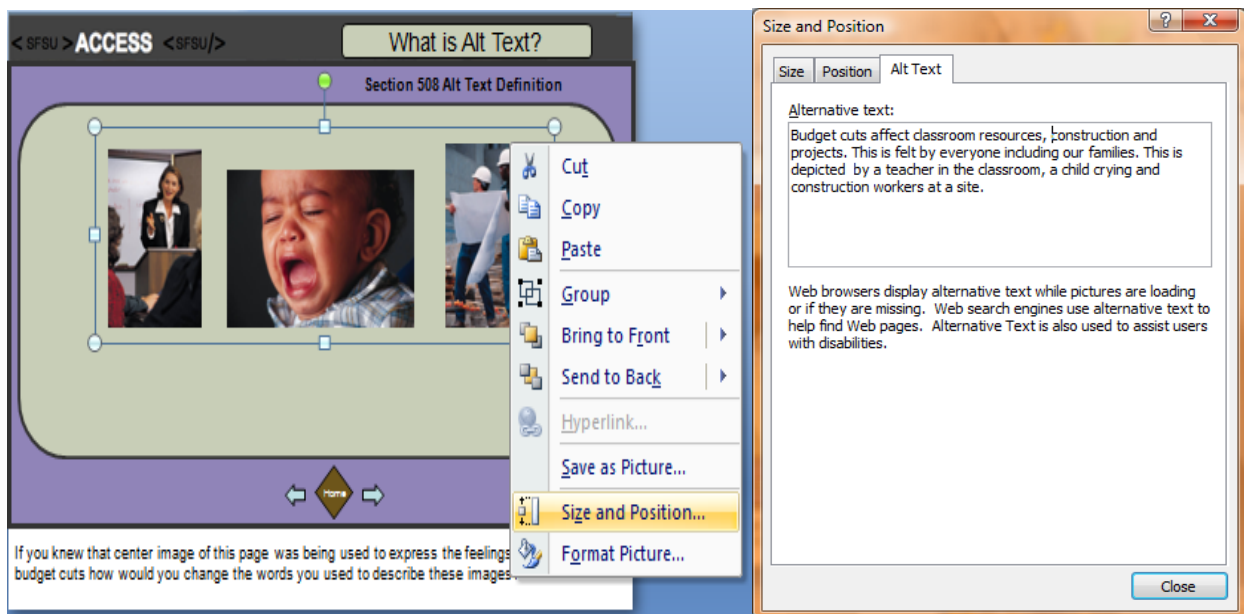 < SFSU > ACCESS < SFSU/>
What is Alt Text?
Section 508 Alt Text Definition
Cut
Copy
Paste
Group
Bring to Front
Send to Back
Hyperlink...
Save as Picture...
Size and Position...
Format Picture...
Home
If you knew that center image of this page was being used to express the feelings
budget cuts how would you change the words you used to describe these images
Size and Position
Size
Position
Alt Text
Alternative text:
Budget cuts affect classroom resources, construction and
projects. This is felt by everyone including our families. This is
depicted by a teacher in the classroom, a child crying and
construction workers at a site.
Web browsers display alternative text while pictures are loading
or if they are missing. Web search engines use alternative text to
help find Web pages. Alternative Text is also used to assist users
with disabilities.
Close